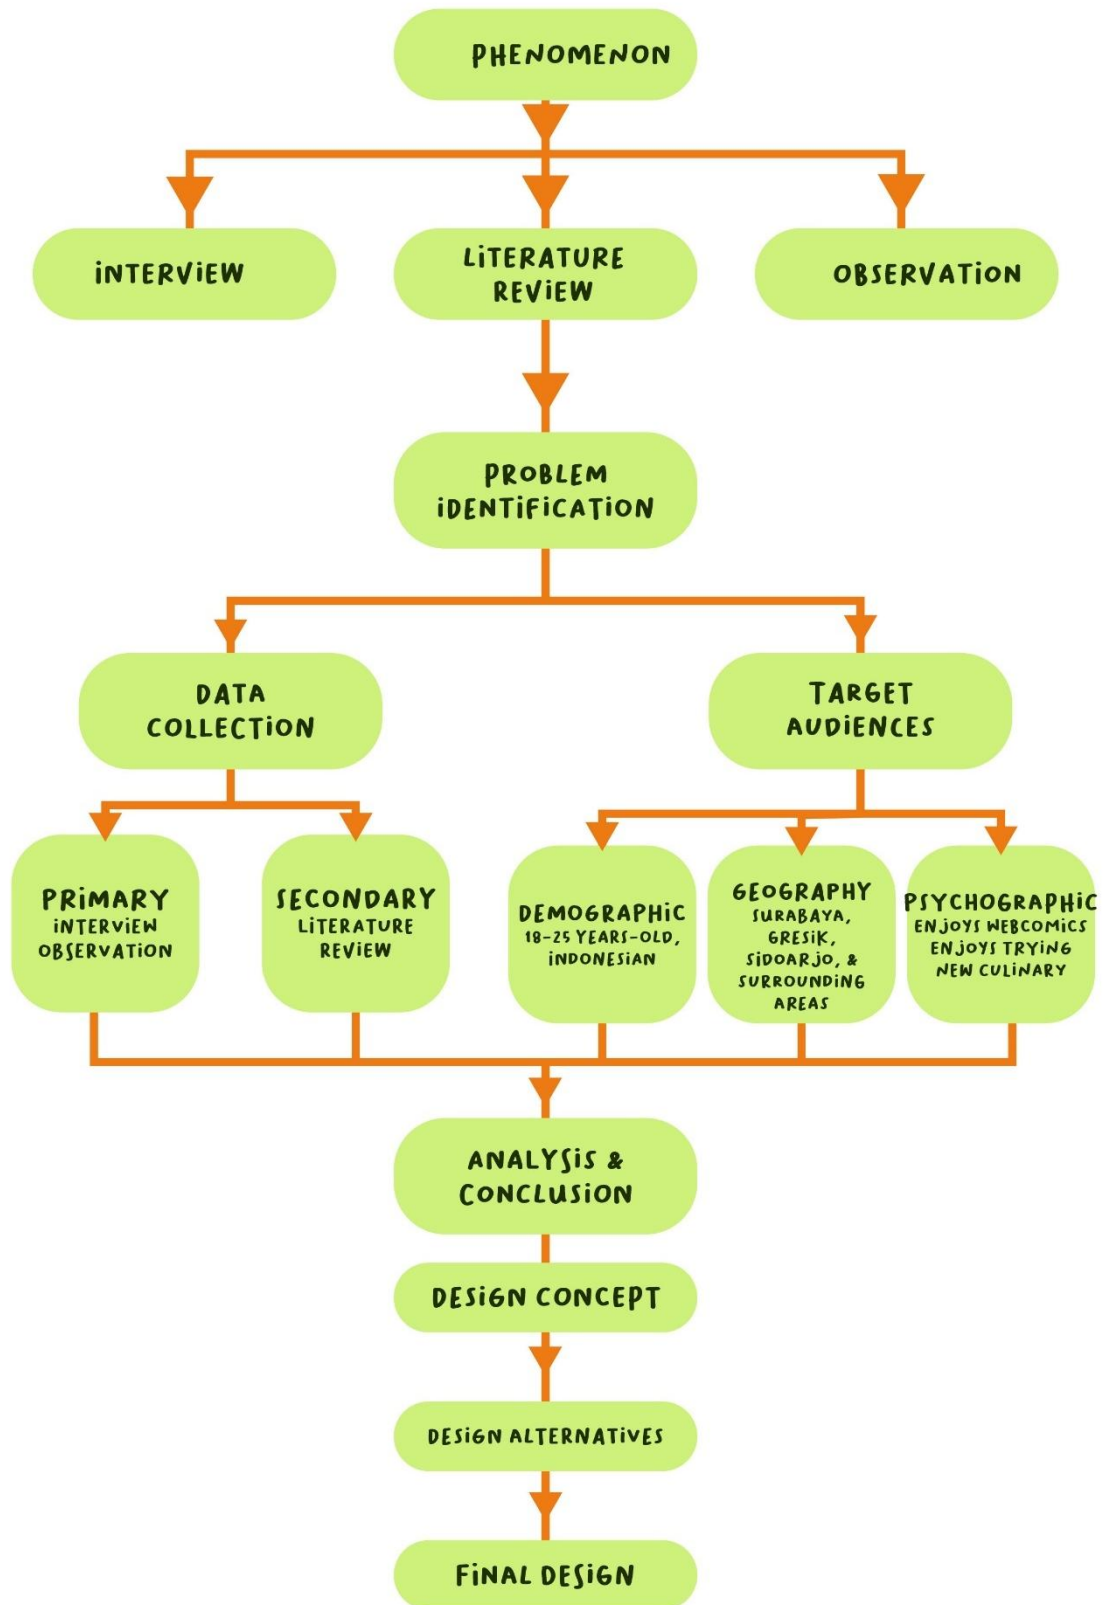 PHENOMENON
INTERVIEW
LITERATURE
REVIEW
OBSERVATION
PROBLEM
IDENTIFICATION
DATA
COLLECTION
TARGET
AUDIENCES
PRIMARY
INTERVIEW
OBSERVATION
SECONDARY
LITERATURE
REVIEW
DEMOGRAPHIC
18-25 YEARS-OLD,
INDONESIAN
GEOGRAPHY
SURABAYA,
GRESIK,
SIDOARJO, &
SURROUNDING
AREAS
PSYCHOGRAPHIC
ENJOYS WEBCOMICS
ENJOYS TRYING
NEW CULINARY
ANALYSIS &
CONCLUSION
DESIGN CONCEPT
DESIGN ALTERNATIVES
FINAL DESIGN